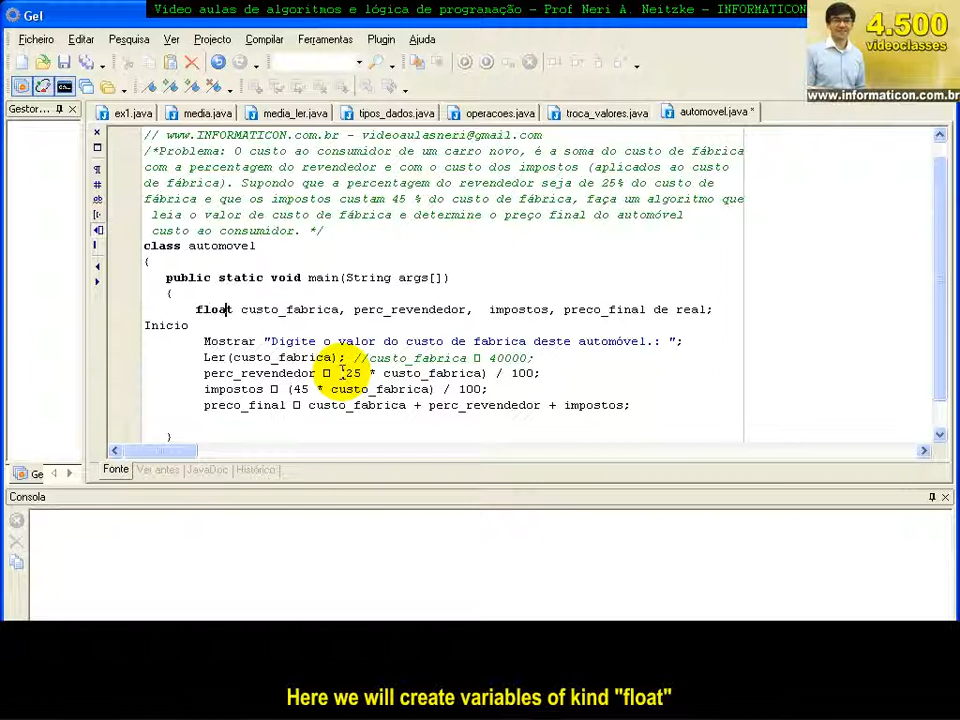 Gel
Video aulas de algoritmos e lógica de programação - Prof Neri A. Neitzke - INFORMATICON
4.500
videoclasses
www.informaticon.com.br
Ficheiro Editar Pesquisa Ver Projecto Compilar Ferramentas Plugin Ajuda
Gestor...
ex1.java media.java media_ler.java tipos_dados.java operacoes.java troca_valores.java automovel.java *
// www.INFORMATICON.com.br - videoaulasneri@gmail.com
/*Problema: O custo ao consumidor de um carro novo, é a soma do custo de fábrica
com a percentagem do revendedor e com o custo dos impostos (aplicados ao custo
de fábrica). Supondo que a percentagem do revendedor seja de 25% do custo de
fábrica e que os impostos custam 45 % do custo de fábrica, faça um algoritmo que
leia o valor de custo de fábrica e determine o preço final do automóvel
custo ao consumidor. */
class automovel
{
public static void main(String args[])
{
float custo_fabrica, perc_revendedor, impostos, preco_final de real;
Inicio
Mostrar "Digite o valor do custo de fabrica deste automóvel.: ";
Ler(custo_fabrica); //custo_fabrica  40000;
perc_revendedor  (25 * custo_fabrica) / 100;
impostos  (45 * custo_fabrica) / 100;
preco_final  custo_fabrica + perc_revendedor + impostos;
}
Ge
Fonte Ver antes JavaDoc Histórico
Consola
Here we will create variables of kind "float"